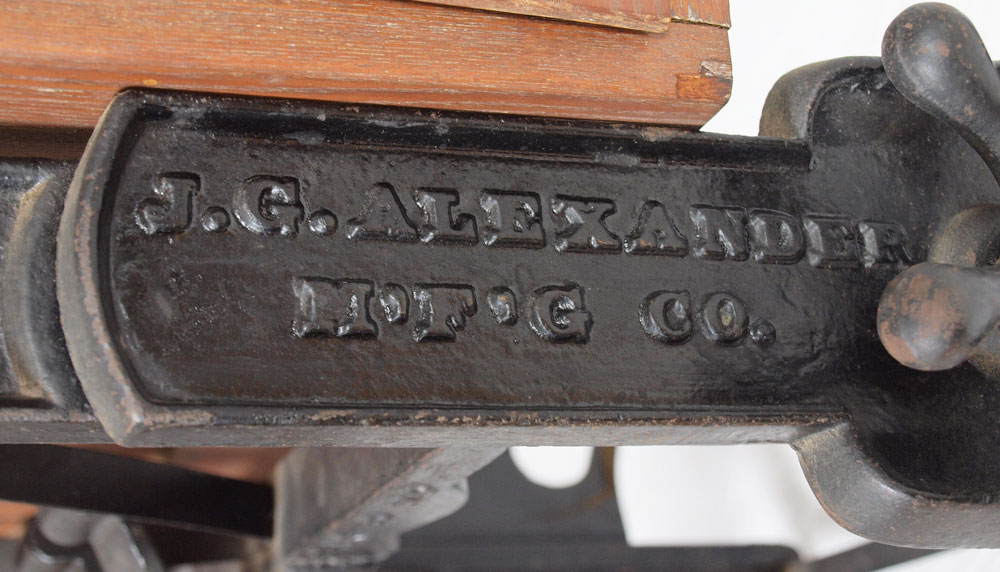 J.G. ALEXANDER
M'F'G CO.